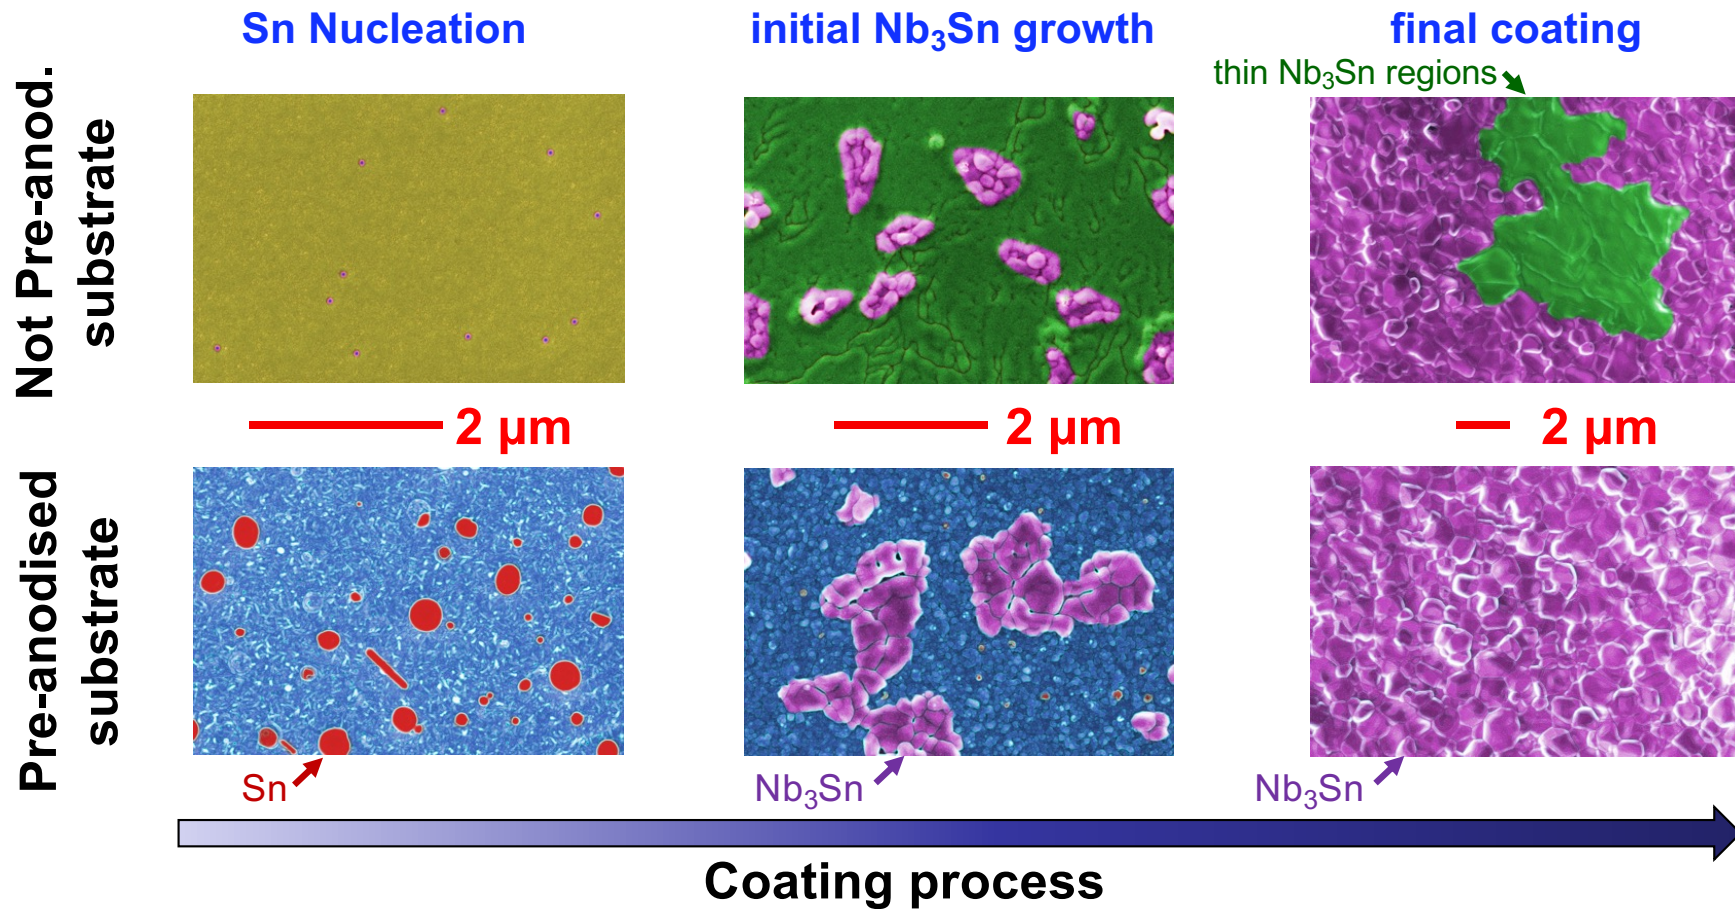 Sn Nucleation
initial Nb₃Sn growth
final coating
thin Nb₃Sn regions
Not Pre-anod.
substrate
2 µm
2 µm
2 µm
Pre-anodised
substrate
Sn
Nb₃Sn
Nb₃Sn
Coating process